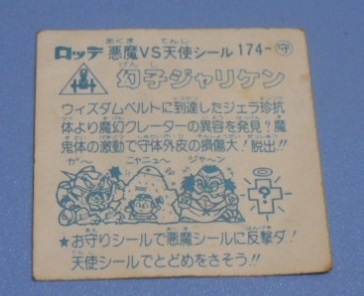 ロッテ 悪魔VS天使シール 174-守
幻子ジャリケン
ウィズダムベルトに到達したジェラ珍抗
体より魔幻クレーターの異容を発見!魔
鬼体の激動で守体外皮の損傷大!脱出!!
ガ〜 ニャニュ〜 ジャ〜ン
?
★お守りシールで悪魔シールに反撃ダ!
天使シールでとどめをさそう!!